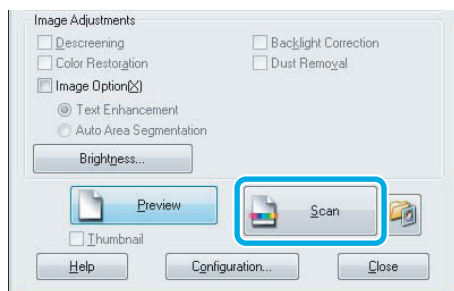 Image Adjustments
Descreening Backlight Correction
Color Restoration Dust Removal
Image Option(X)
Text Enhancement
Auto Area Segmentation
Brightness...
Preview Scan
Thumbnail
Help Configuration... Close